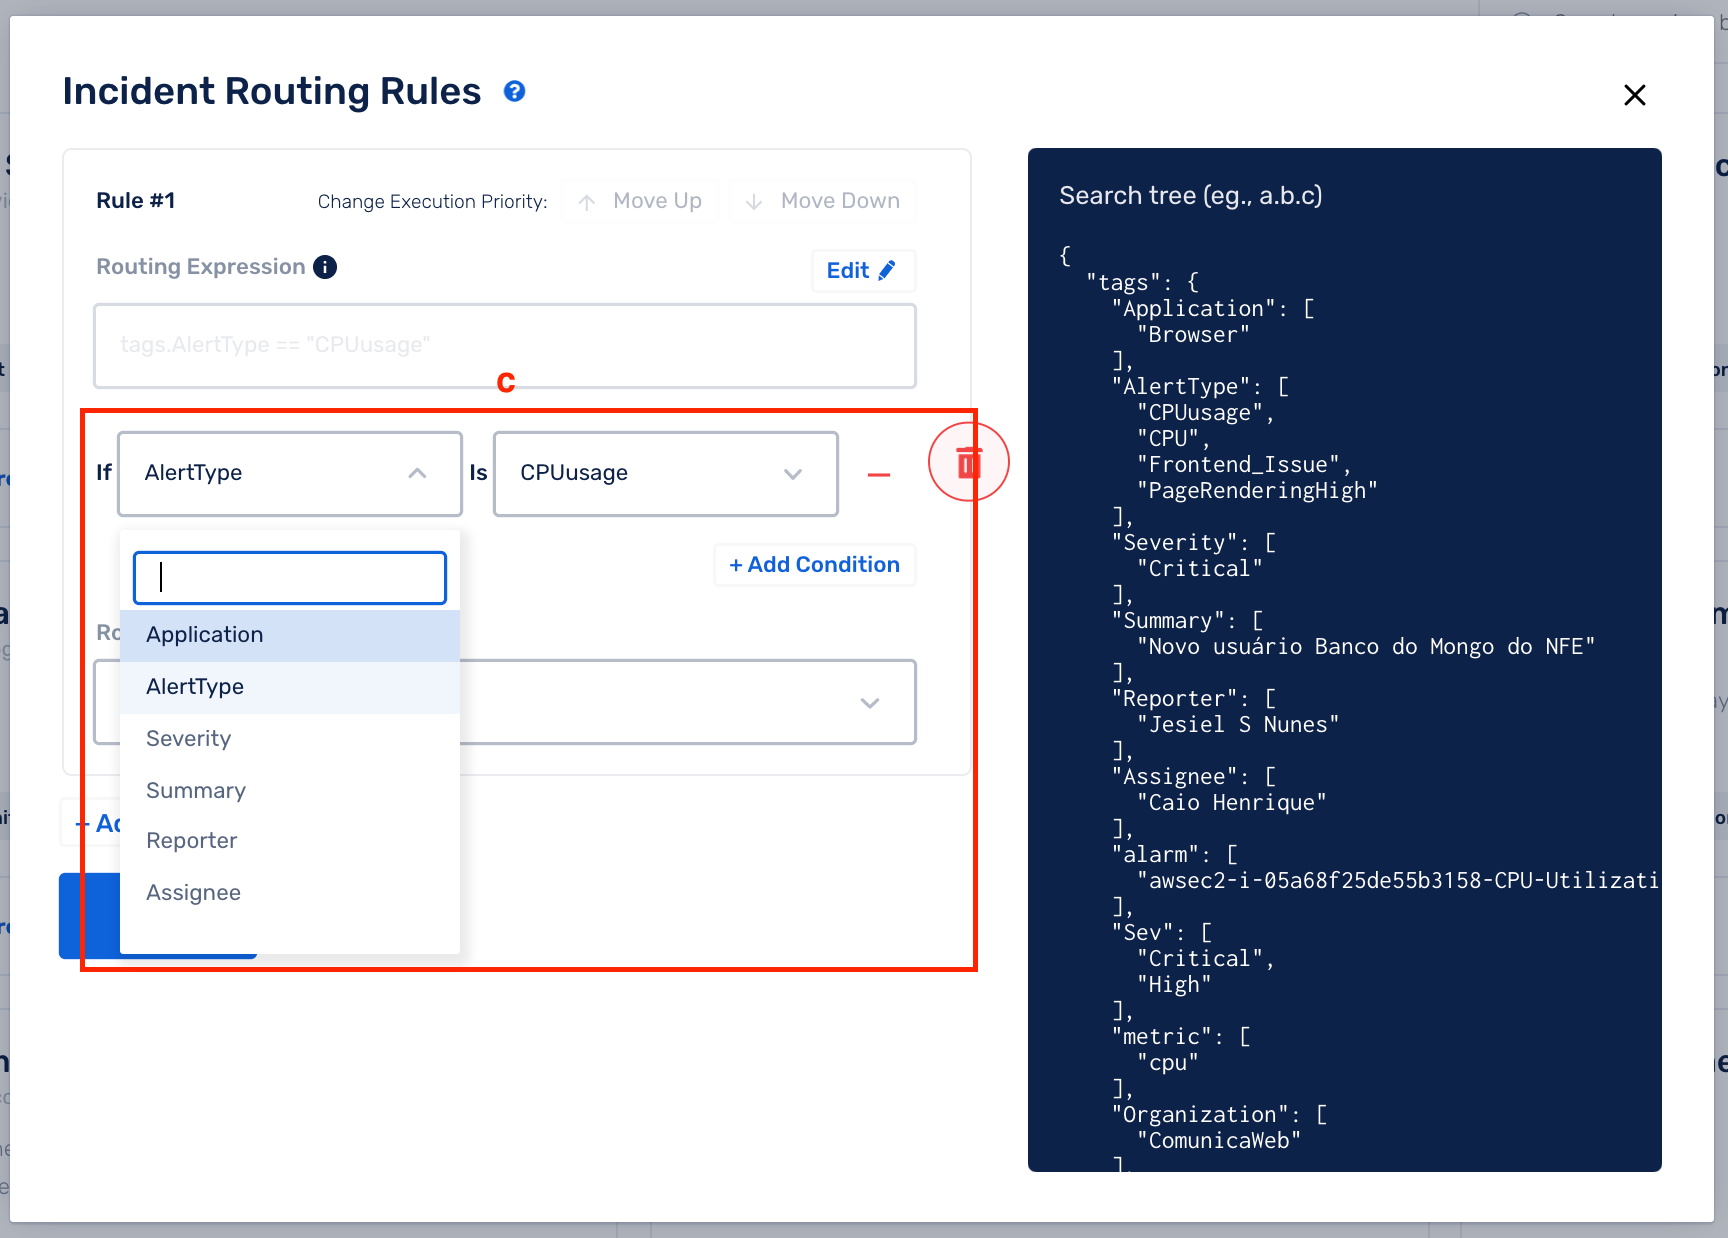 Incident Routing Rules
Rule #1
Change Execution Priority:
Move Up
Move Down
Routing Expression
Edit
tags.AlertType == "CPUusage"
c
If
AlertType
Is
CPUusage
+ Add Condition
Application
AlertType
Severity
Summary
Reporter
Assignee
Search tree (eg., a.b.c)
{
"tags": {
"Application": [
"Browser"
],
"AlertType": [
"CPUusage",
"CPU",
"Frontend_Issue",
"PageRenderingHigh"
],
"Severity": [
"Critical"
],
"Summary": [
"Novo usuário Banco do Mongo do NFE"
],
"Reporter": [
"Jesiel S Nunes"
],
"Assignee": [
"Caio Henrique"
],
"alarm": [
"awsec2-i-05a68f25de55b3158-CPU-Utilizati
],
"Sev": [
"Critical",
"High"
],
"metric": [
"cpu"
],
"Organization": [
"ComunicaWeb"
],